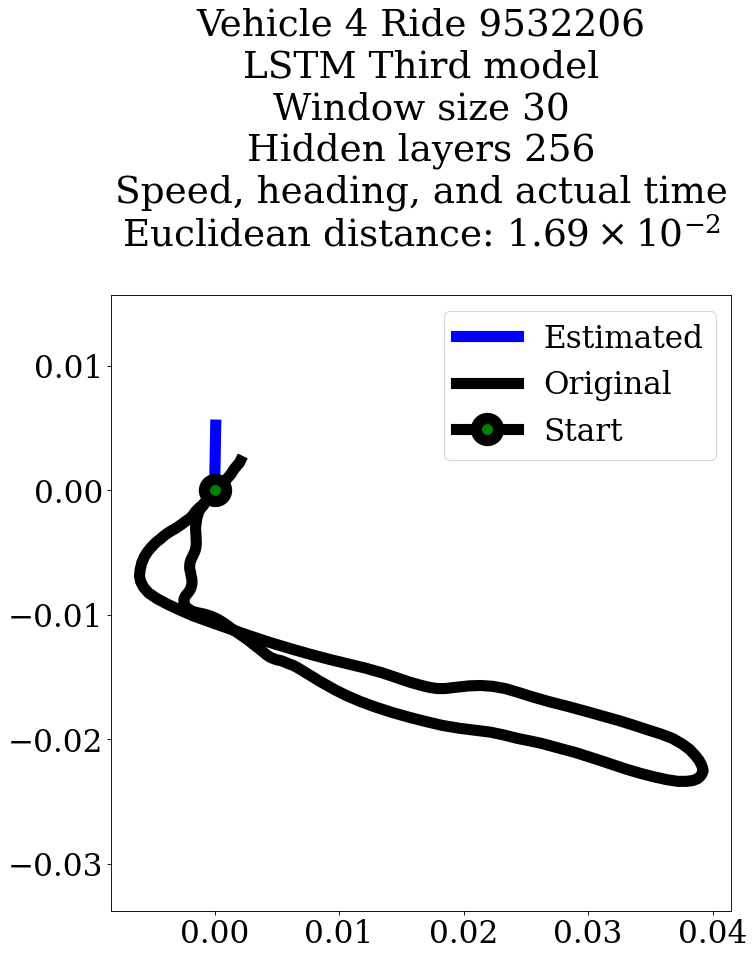 Vehicle 4 Ride 9532206
LSTM Third model
Window size 30
Hidden layers 256
Speed, heading, and actual time
Euclidean distance: 1.69 × 10⁻²
Estimated
Original
Start
0.01
0.00
−0.01
−0.02
−0.03
0.00 0.01 0.02 0.03 0.04